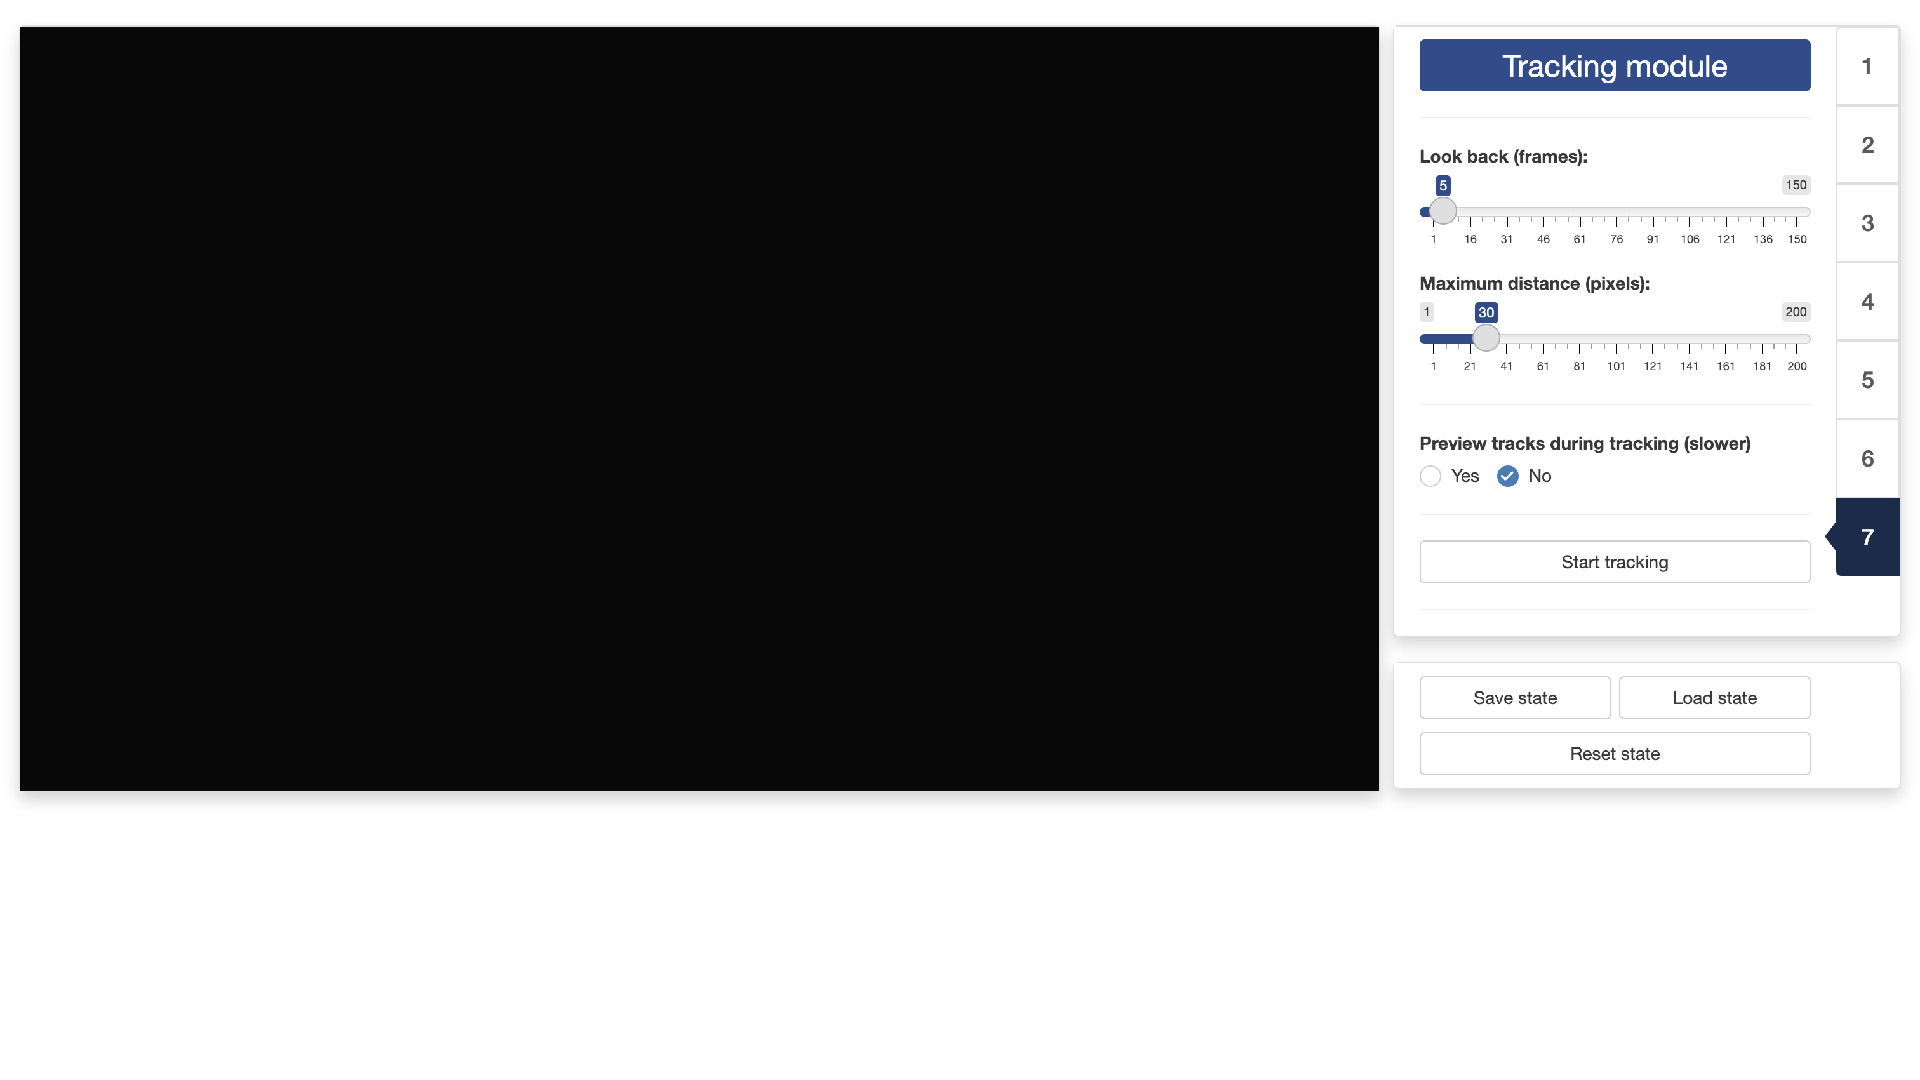 Tracking module
1
2
3
4
5
6
7
Look back (frames):
5 150
1 16 31 46 61 76 91 106 121 136 150
Maximum distance (pixels):
1 30 200
1 21 41 61 81 101 121 141 161 181 200
Preview tracks during tracking (slower)
Yes No
Start tracking
Save state Load state
Reset state